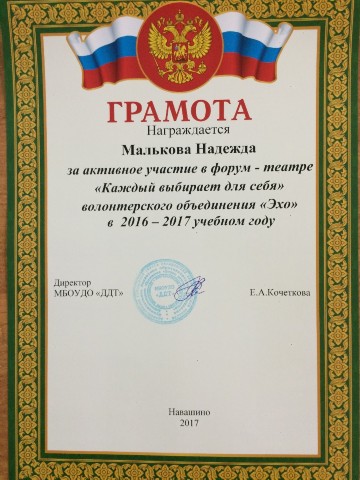 ГРАМОТА
Награждается
Малькова Надежда
за активное участие в форум - театре
«Каждый выбирает для себя»
волонтерского объединения «Эхо»
в 2016 – 2017 учебном году
Директор
МБОУДО «ДДТ»
Е.А.Кочеткова
Навашино
2017